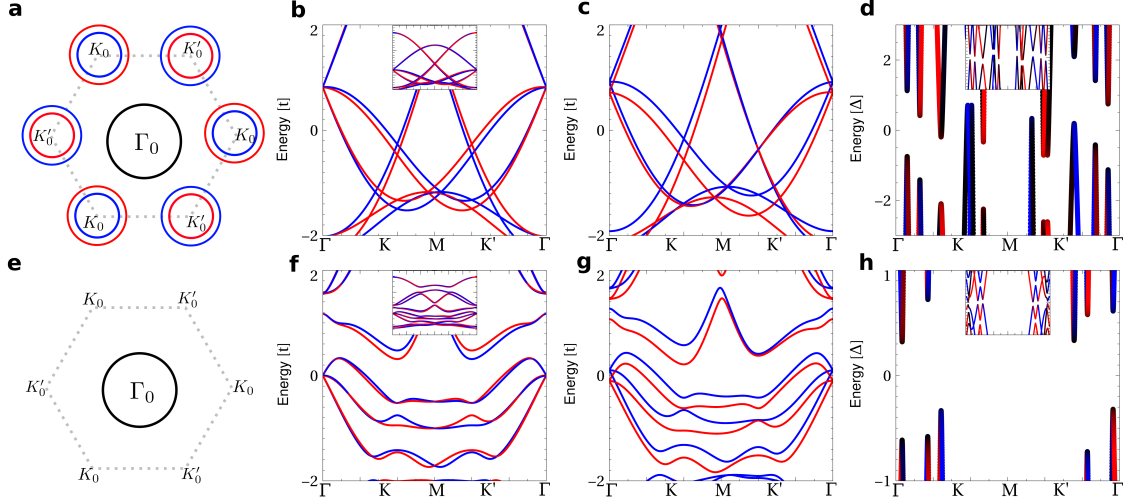 a
K₀
K₀′
K₀′
Γ₀
K₀
K₀
K₀′
b
Energy [t]
2
0
−2
Γ
K
M
K'
Γ
c
Energy [t]
2
0
−2
Γ
K
M
K'
Γ
d
Energy [Δ]
2
0
−2
Γ
K
M
K'
Γ
e
K₀
K₀′
K₀′
Γ₀
K₀
K₀
K₀′
f
Energy [t]
2
0
−2
Γ
K
M
K'
Γ
g
Energy [t]
2
0
−2
Γ
K
M
K'
Γ
h
Energy [Δ]
1
0
−1
Γ
K
M
K'
Γ